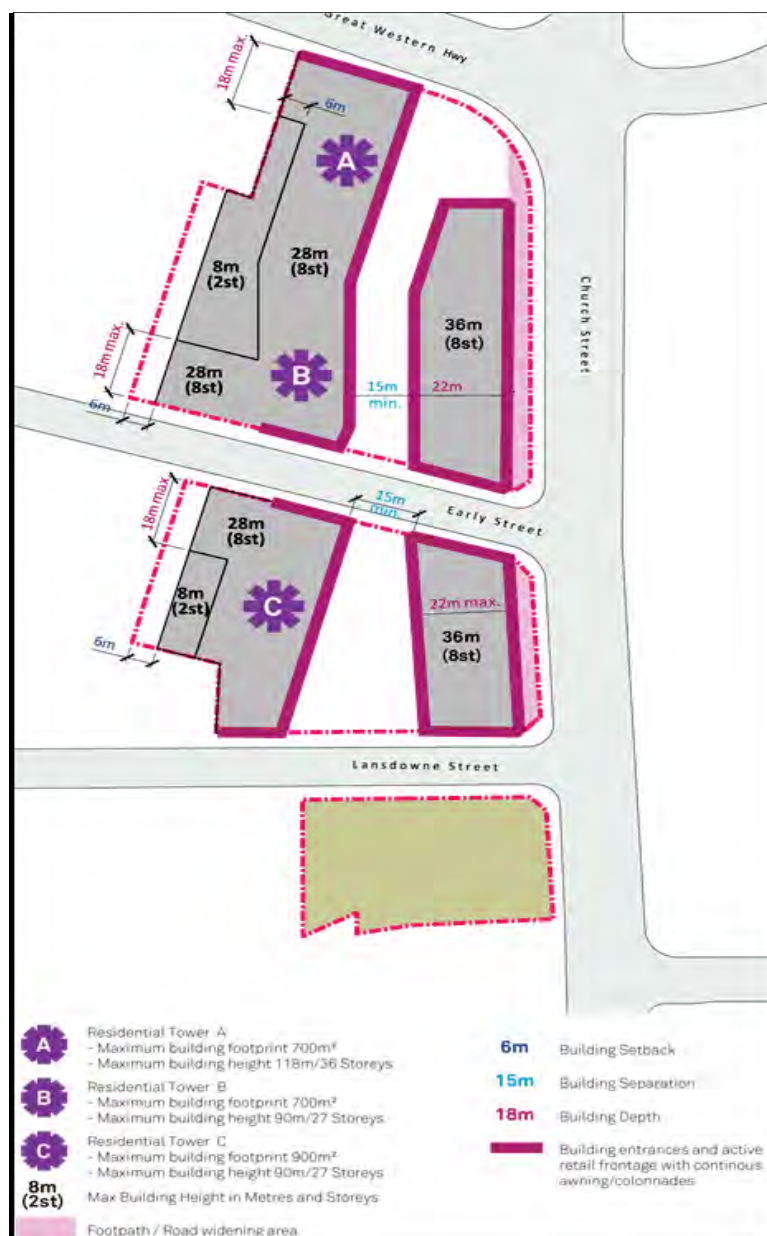 Great Western Hwy
18m max.
6m
A
8m
(2st)
28m
(8st)
36m
(8st)
Church Street
18m max.
28m
(8st)
B
15m
min.
22m
6m
Early Street
15m
min.
18m max.
28m
(8st)
8m
(2st)
C
22m max.
36m
(8st)
6m
Lansdowne Street
A
Residential Tower A
- Maximum building footprint 700m²
- Maximum building height 118m/36 Storeys
B
Residential Tower B
- Maximum building footprint 700m²
- Maximum building height 90m/27 Storeys
C
Residential Tower C
- Maximum building footprint 900m²
- Maximum building height 90m/27 Storeys
8m
(2st)
Max Building Height in Metres and Storeys
Footpath / Road widening area
6m Building Setback
15m Building Separation
18m Building Depth
Building entrances and active
retail frontage with continous
awning/colonnades